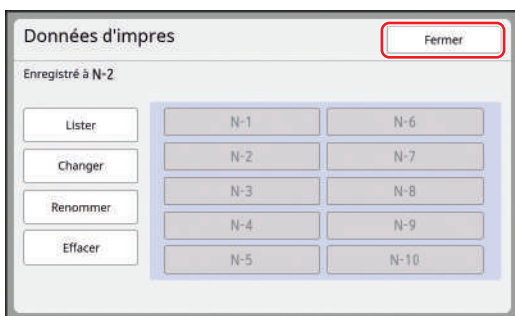 Données d'impres
Fermer
Enregistré à N-2
Lister
Changer
Renommer
Effacer
N-1
N-6
N-2
N-7
N-3
N-8
N-4
N-9
N-5
N-10